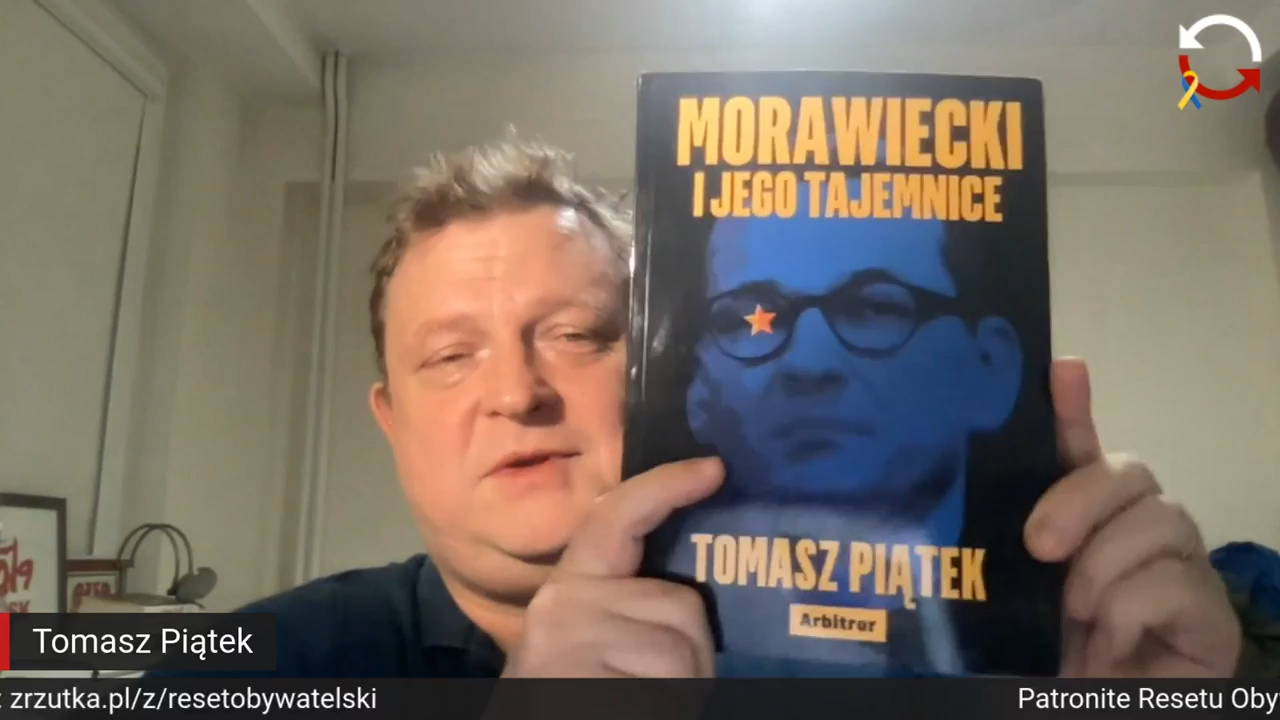 MORAWIECKI
I JEGO TAJEMNICE
TOMASZ PIĄTEK
Arbitror
Tomasz Piątek
: zrzutka.pl/z/resetobywatelski
Patronite Resetu Oby